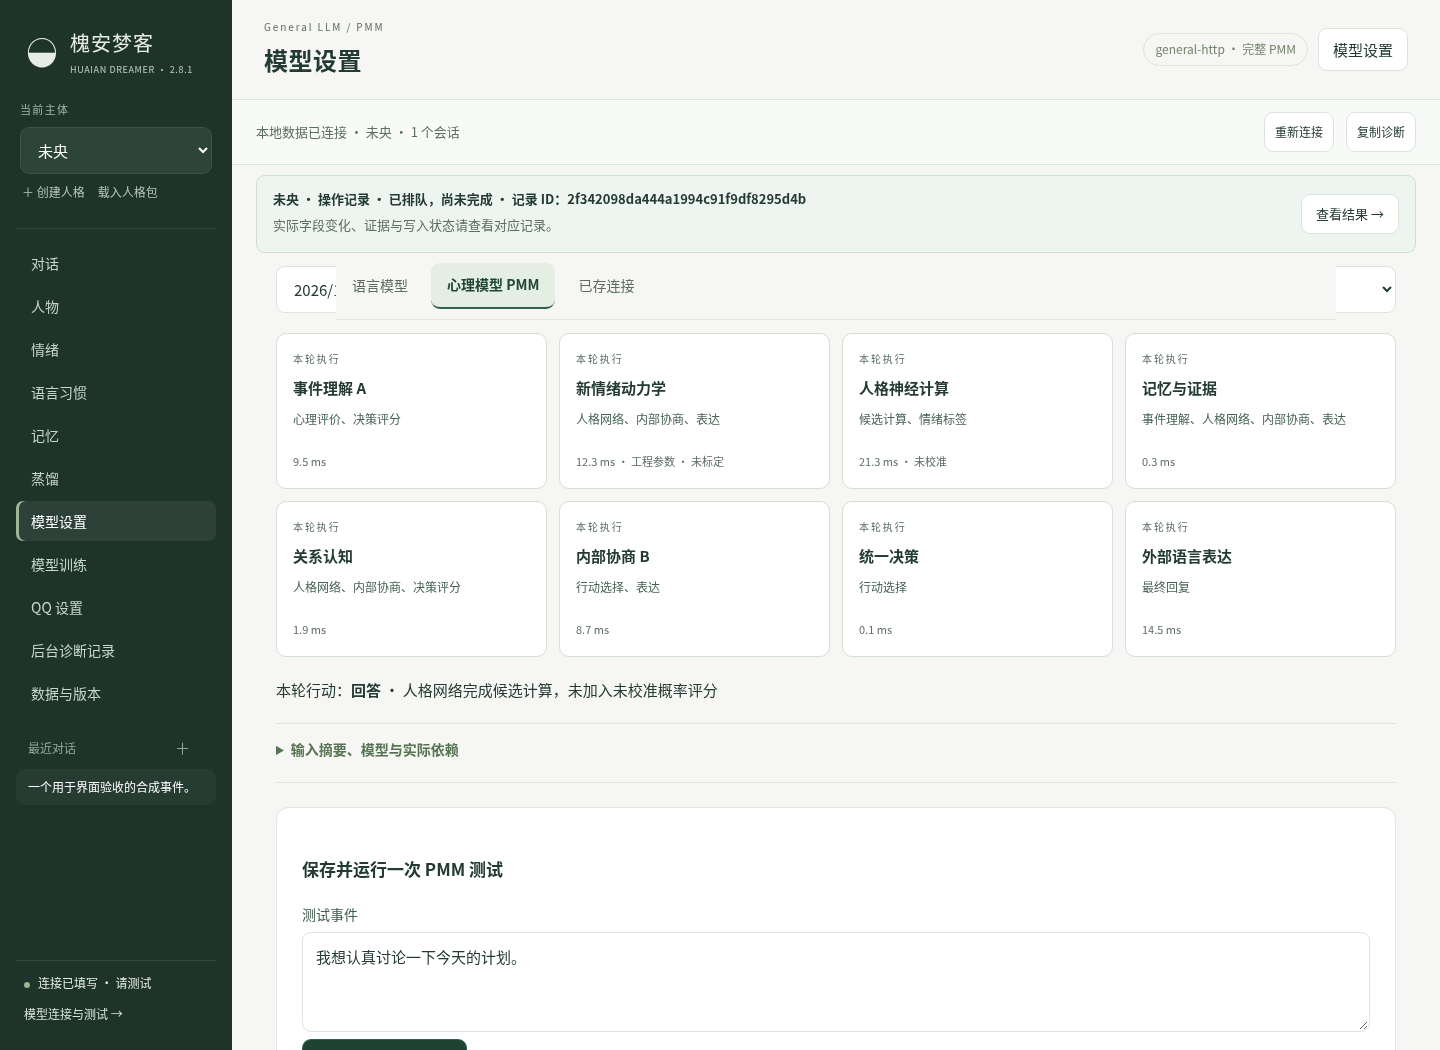 槐安梦客
HUAIAN DREAMER · 2.8.1
当前主体
未央
＋ 创建人格 载入人格包
对话
人物
情绪
语言习惯
记忆
蒸馏
模型设置
模型训练
QQ 设置
后台诊断记录
数据与版本
最近对话 ＋
一个用于界面验收的合成事件。
连接已填写 · 请测试
模型连接与测试 →
General LLM / PMM
模型设置
general-http · 完整 PMM
模型设置
本地数据已连接 · 未央 · 1 个会话
重新连接
复制诊断
未央 · 操作记录 · 已排队，尚未完成 · 记录 ID：2f342098da444a1994c91f9df8295d4b
实际字段变化、证据与写入状态请查看对应记录。
查看结果 →
2026/
语言模型
心理模型 PMM
已存连接
本轮执行
事件理解 A
心理评价、决策评分
9.5 ms
本轮执行
新情绪动力学
人格网络、内部协商、表达
12.3 ms · 工程参数 · 未标定
本轮执行
人格神经计算
候选计算、情绪标签
21.3 ms · 未校准
本轮执行
记忆与证据
事件理解、人格网络、内部协商、表达
0.3 ms
本轮执行
关系认知
人格网络、内部协商、决策评分
1.9 ms
本轮执行
内部协商 B
行动选择、表达
8.7 ms
本轮执行
统一决策
行动选择
0.1 ms
本轮执行
外部语言表达
最终回复
14.5 ms
本轮行动：回答 · 人格网络完成候选计算，未加入未校准概率评分
输入摘要、模型与实际依赖
保存并运行一次 PMM 测试
测试事件
我想认真讨论一下今天的计划。